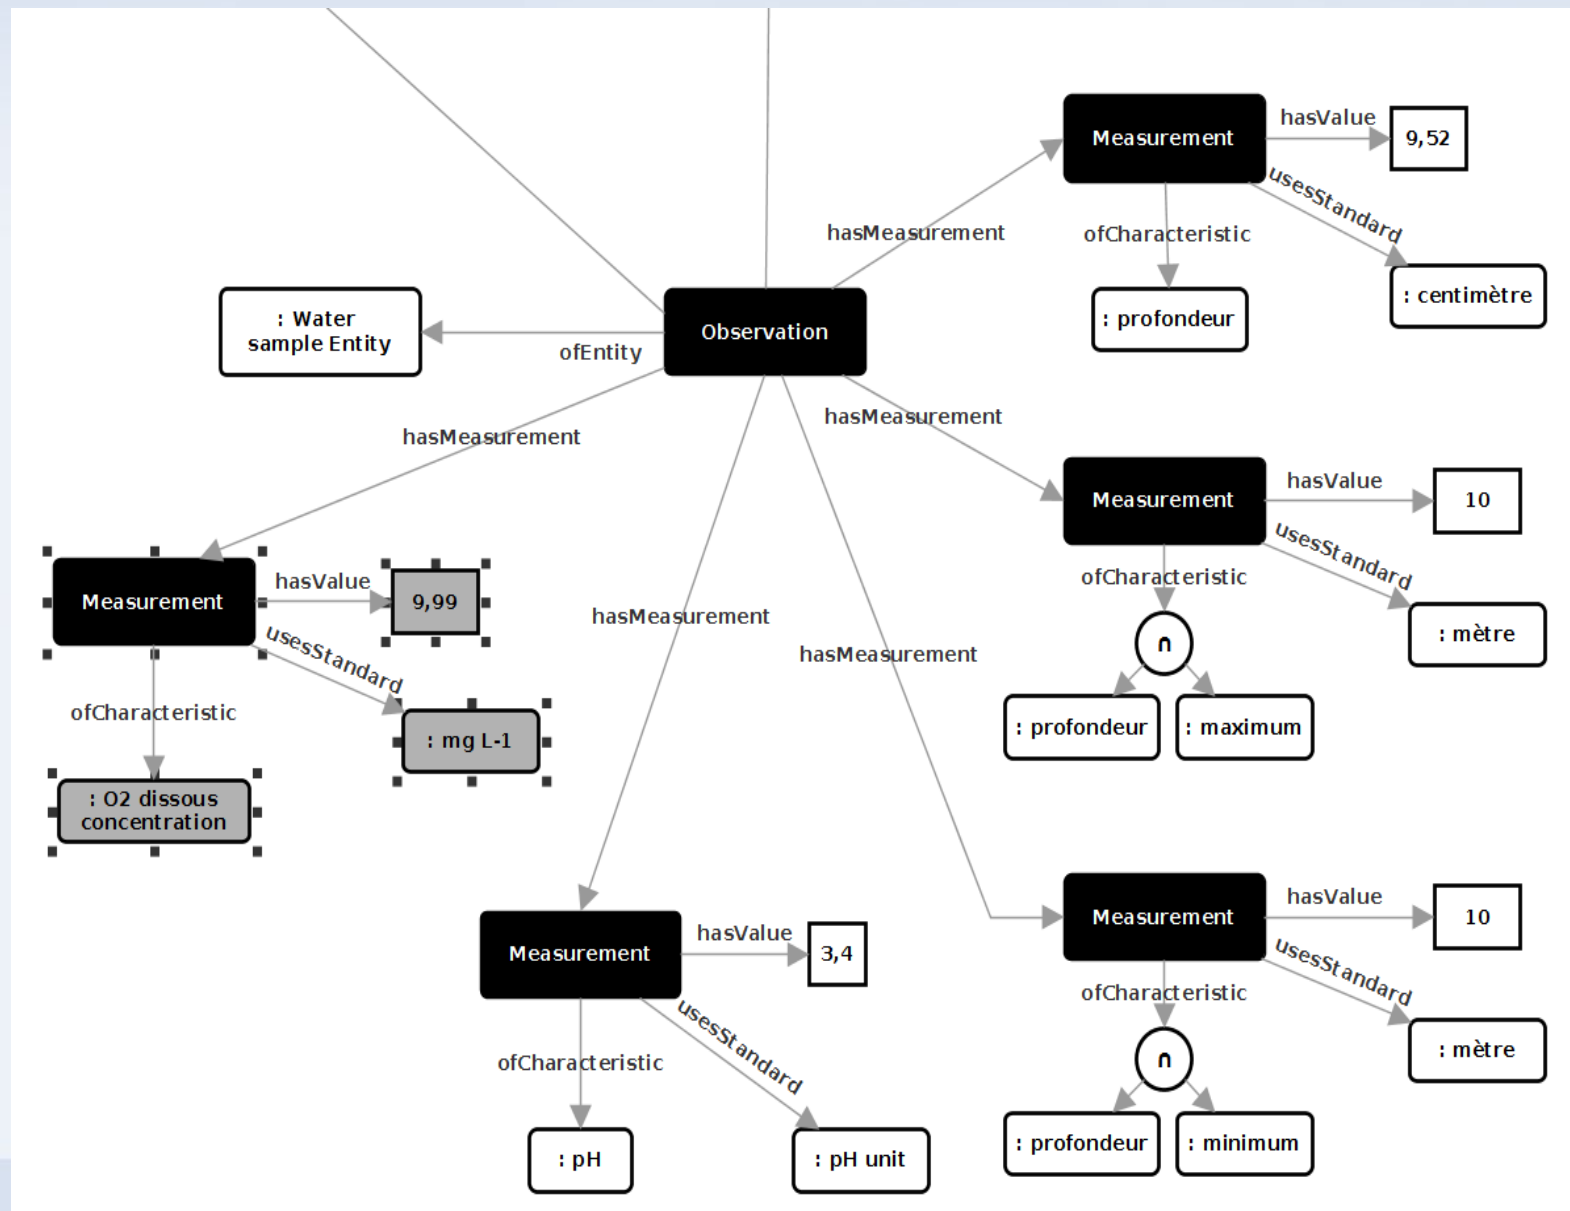 Measurement
hasValue
9,52
usesStandard
ofCharacteristic
: centimètre
: profondeur
hasMeasurement
: Water
sample Entity
ofEntity
Observation
hasMeasurement
Measurement
hasValue
10
usesStandard
ofCharacteristic
: mètre
∩
: profondeur
: maximum
hasMeasurement
Measurement
hasValue
9,99
usesStandard
ofCharacteristic
: mg L-1
: O2 dissous
concentration
hasMeasurement
Measurement
hasValue
3,4
usesStandard
ofCharacteristic
: pH
: pH unit
hasMeasurement
Measurement
hasValue
10
usesStandard
ofCharacteristic
: mètre
∩
: profondeur
: minimum